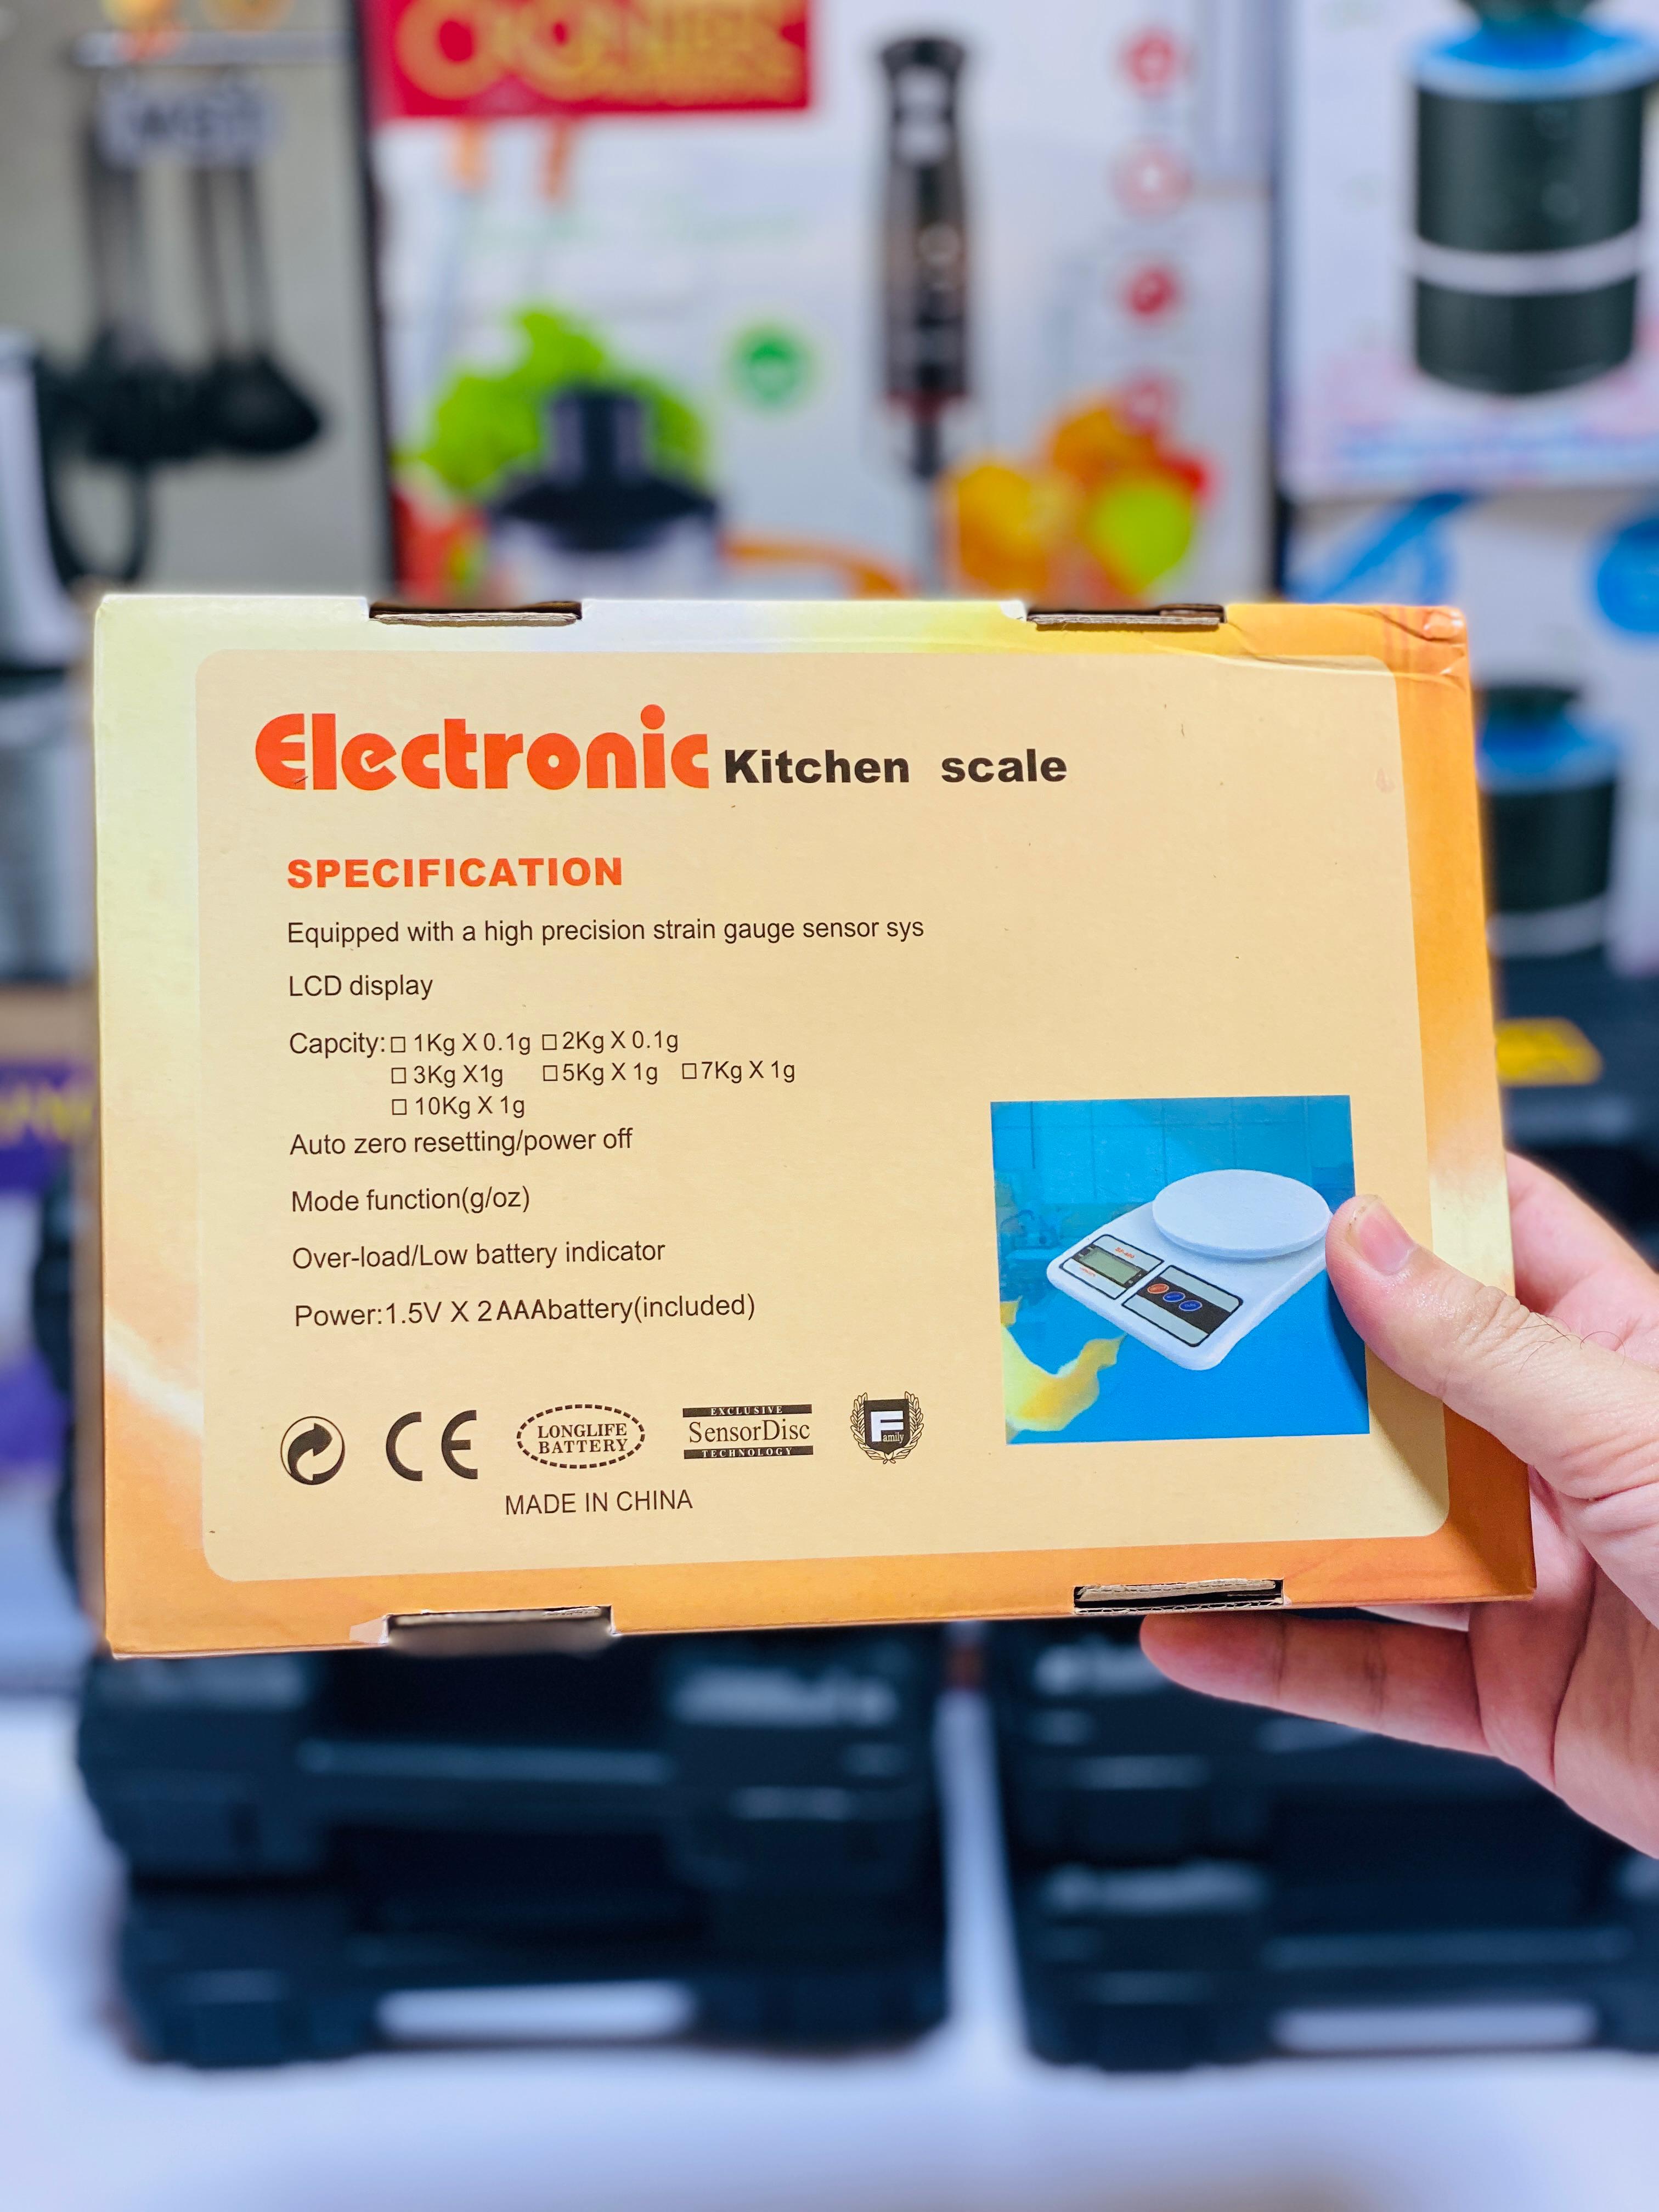 Electronic Kitchen scale
SPECIFICATION
Equipped with a high precision strain gauge sensor sys
LCD display
Capcity:□ 1Kg X 0.1g □ 2Kg X 0.1g
□ 3Kg X1g □ 5Kg X 1g □ 7Kg X 1g
□ 10Kg X 1g
Auto zero resetting/power off
Mode function(g/oz)
Over-load/Low battery indicator
Power:1.5V X 2 AAAbattery(included)
CE
LONGLIFE
BATTERY
EXCLUSIVE
SensorDisc
TECHNOLOGY
Family
MADE IN CHINA